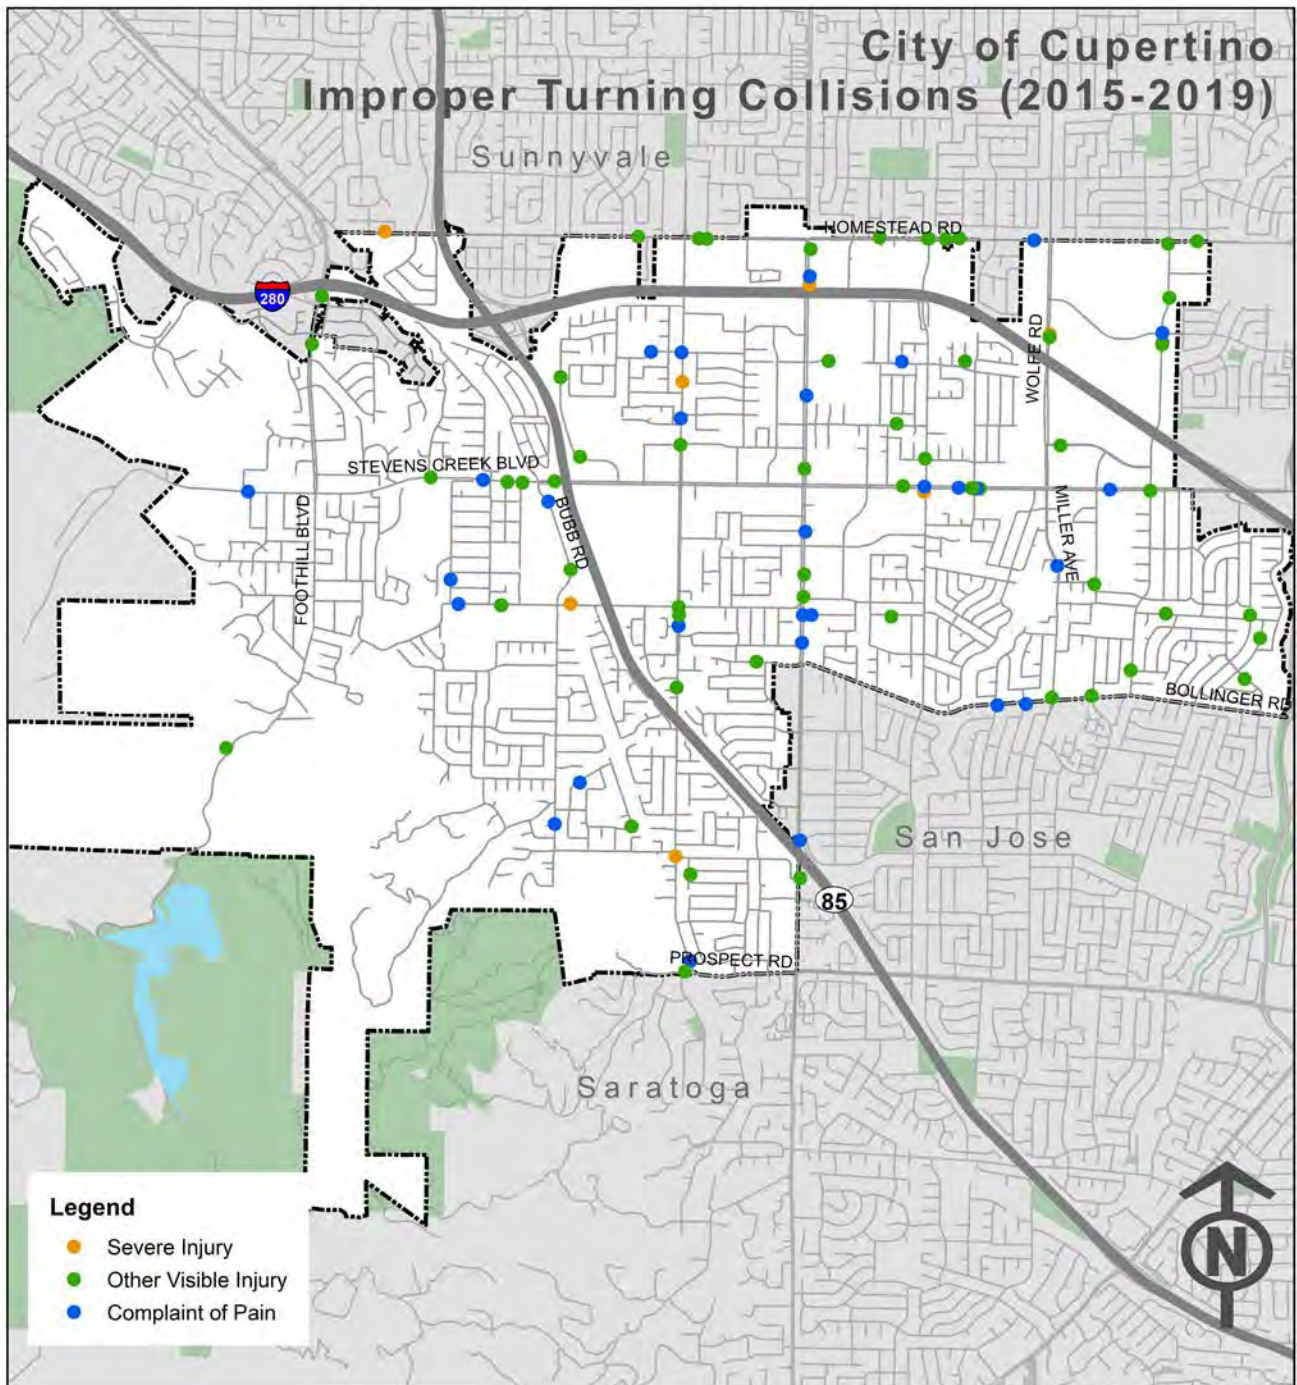 City of Cupertino
Improper Turning Collisions (2015-2019)
Sunnyvale
HOMESTEAD RD
280
WOLFE RD
STEVENS CREEK BLVD
BUBB RD
FOOTHILL BLVD
MILLER AVE
BOLLINGER RD
San Jose
85
PROSPECT RD
Saratoga
Legend
Severe Injury
Other Visible Injury
Complaint of Pain
N